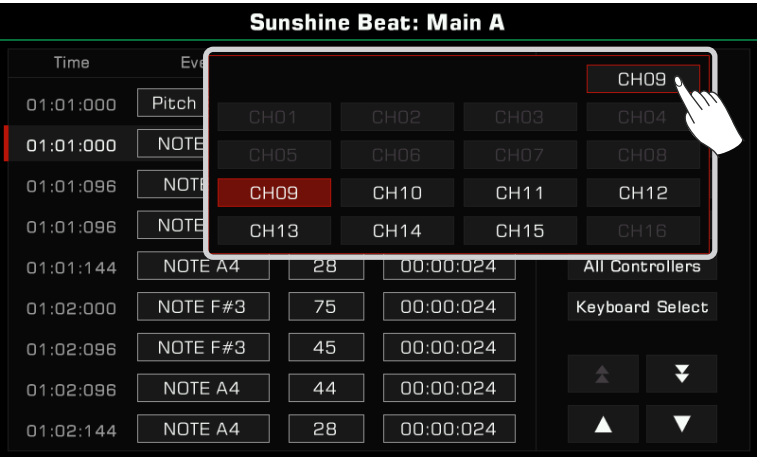 Sunshine Beat: Main A
Time Eve
CH09
01:01:000 Pitch
CH01 CH02 CH03 CH04
01:01:000 NOTE
CH05 CH06 CH07 CH08
01:01:096 NOTE
CH09 CH10 CH11 CH12
01:01:096 NOTE
CH13 CH14 CH15 CH16
01:01:144 NOTE A4 28 00:00:024 All Controllers
01:02:000 NOTE F#3 75 00:00:024 Keyboard Select
01:02:096 NOTE F#3 45 00:00:024
01:02:096 NOTE A4 44 00:00:024
01:02:144 NOTE A4 28 00:00:024